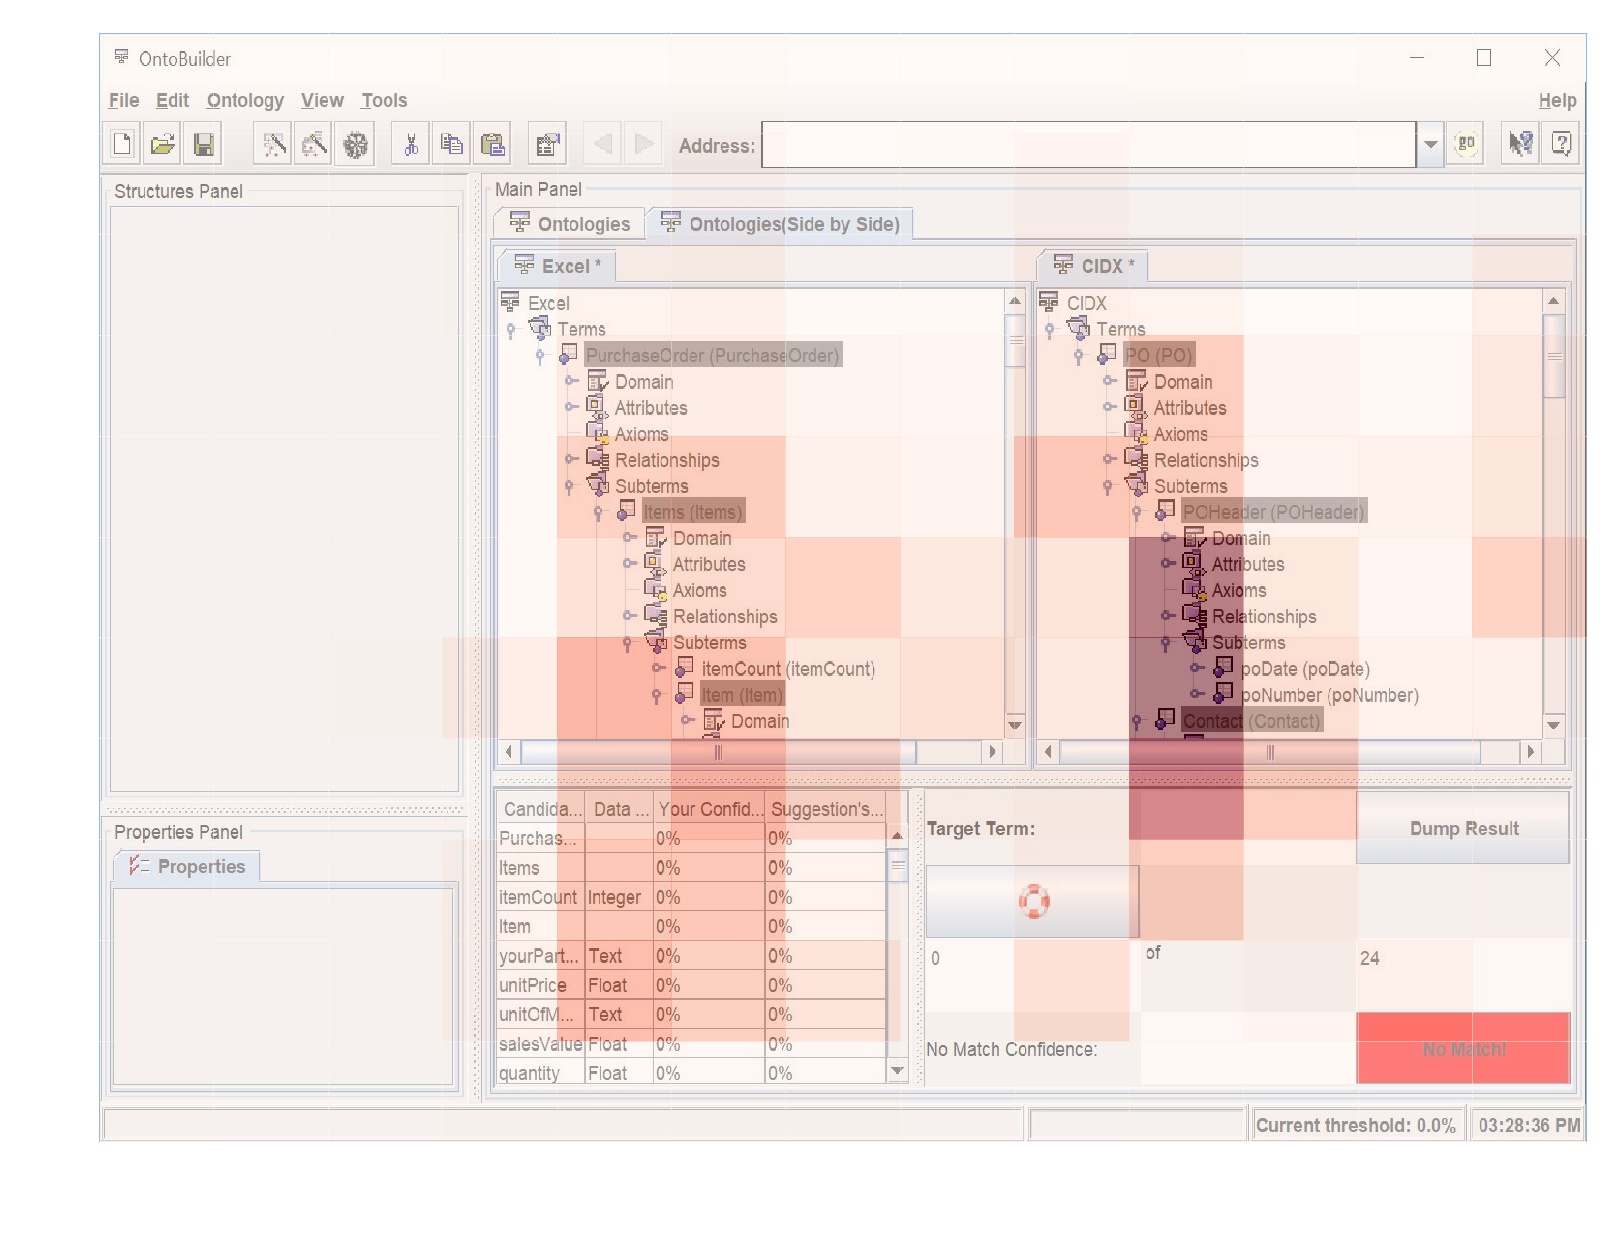 OntoBuilder
File Edit Ontology View Tools Help
Address: go
Structures Panel
Main Panel
Ontologies Ontologies(Side by Side)
Excel *
Excel
Terms
PurchaseOrder (PurchaseOrder)
Domain
Attributes
Axioms
Relationships
Subterms
Items (Items)
Domain
Attributes
Axioms
Relationships
Subterms
itemCount (itemCount)
Item (Item)
Domain
CIDX *
CIDX
Terms
PO (PO)
Domain
Attributes
Axioms
Relationships
Subterms
POHeader (POHeader)
Domain
Attributes
Axioms
Relationships
Subterms
poDate (poDate)
poNumber (poNumber)
Contact (Contact)
Properties Panel
Properties
Candida... Data ... Your Confid... Suggestion's...
Purchas... 0% 0%
Items 0% 0%
itemCount Integer 0% 0%
Item 0% 0%
yourPart... Text 0% 0%
unitPrice Float 0% 0%
unitOfM... Text 0% 0%
salesValue Float 0% 0%
quantity Float 0% 0%
Target Term: Dump Result
0 of 24
No Match Confidence: No Match!
Current threshold: 0.0% 03:28:36 PM